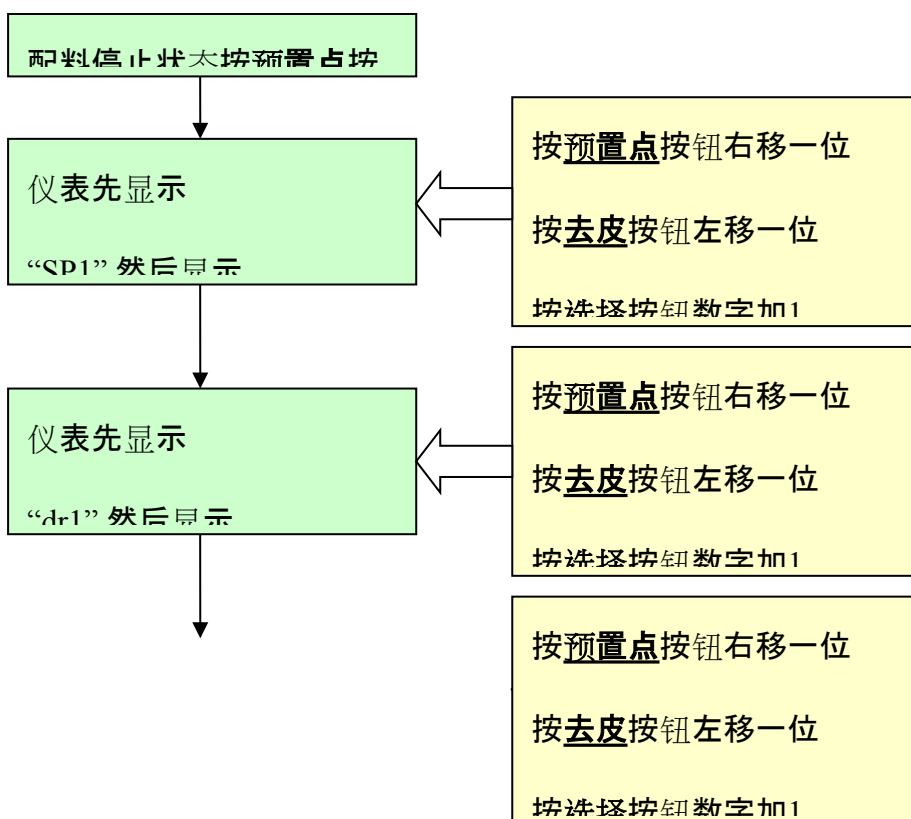 配料停止状态按预置点按
仪表先显示
“SP1” 然后显示
按预置点按钮右移一位
按去皮按钮左移一位
按选择按钮数字加1
仪表先显示
“dr1” 然后显示
按预置点按钮右移一位
按去皮按钮左移一位
按选择按钮数字加1
按预置点按钮右移一位
按去皮按钮左移一位
按选择按钮数字加1